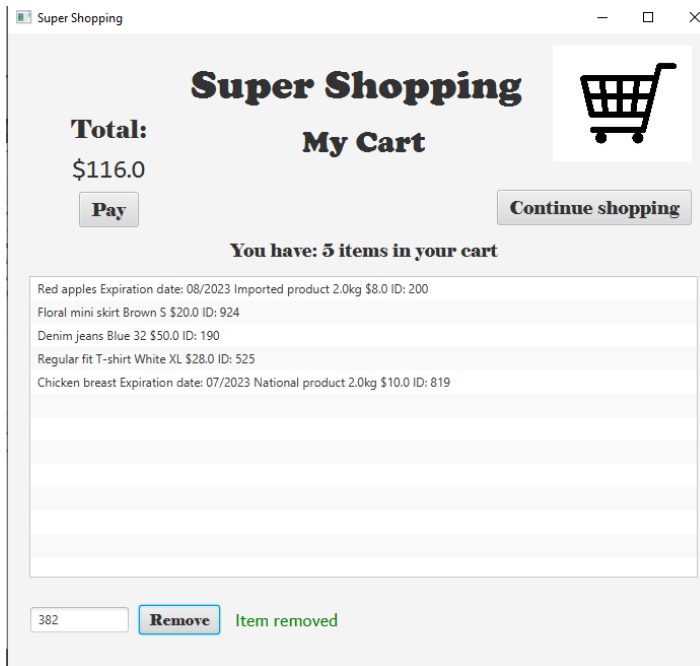 Super Shopping
Super Shopping
Total:
My Cart
$116.0
Pay
Continue shopping
You have: 5 items in your cart
Red apples Expiration date: 08/2023 Imported product 2.0kg $8.0 ID: 200
Floral mini skirt Brown S $20.0 ID: 924
Denim jeans Blue 32 $50.0 ID: 190
Regular fit T-shirt White XL $28.0 ID: 525
Chicken breast Expiration date: 07/2023 National product 2.0kg $10.0 ID: 819
382
Remove
Item removed